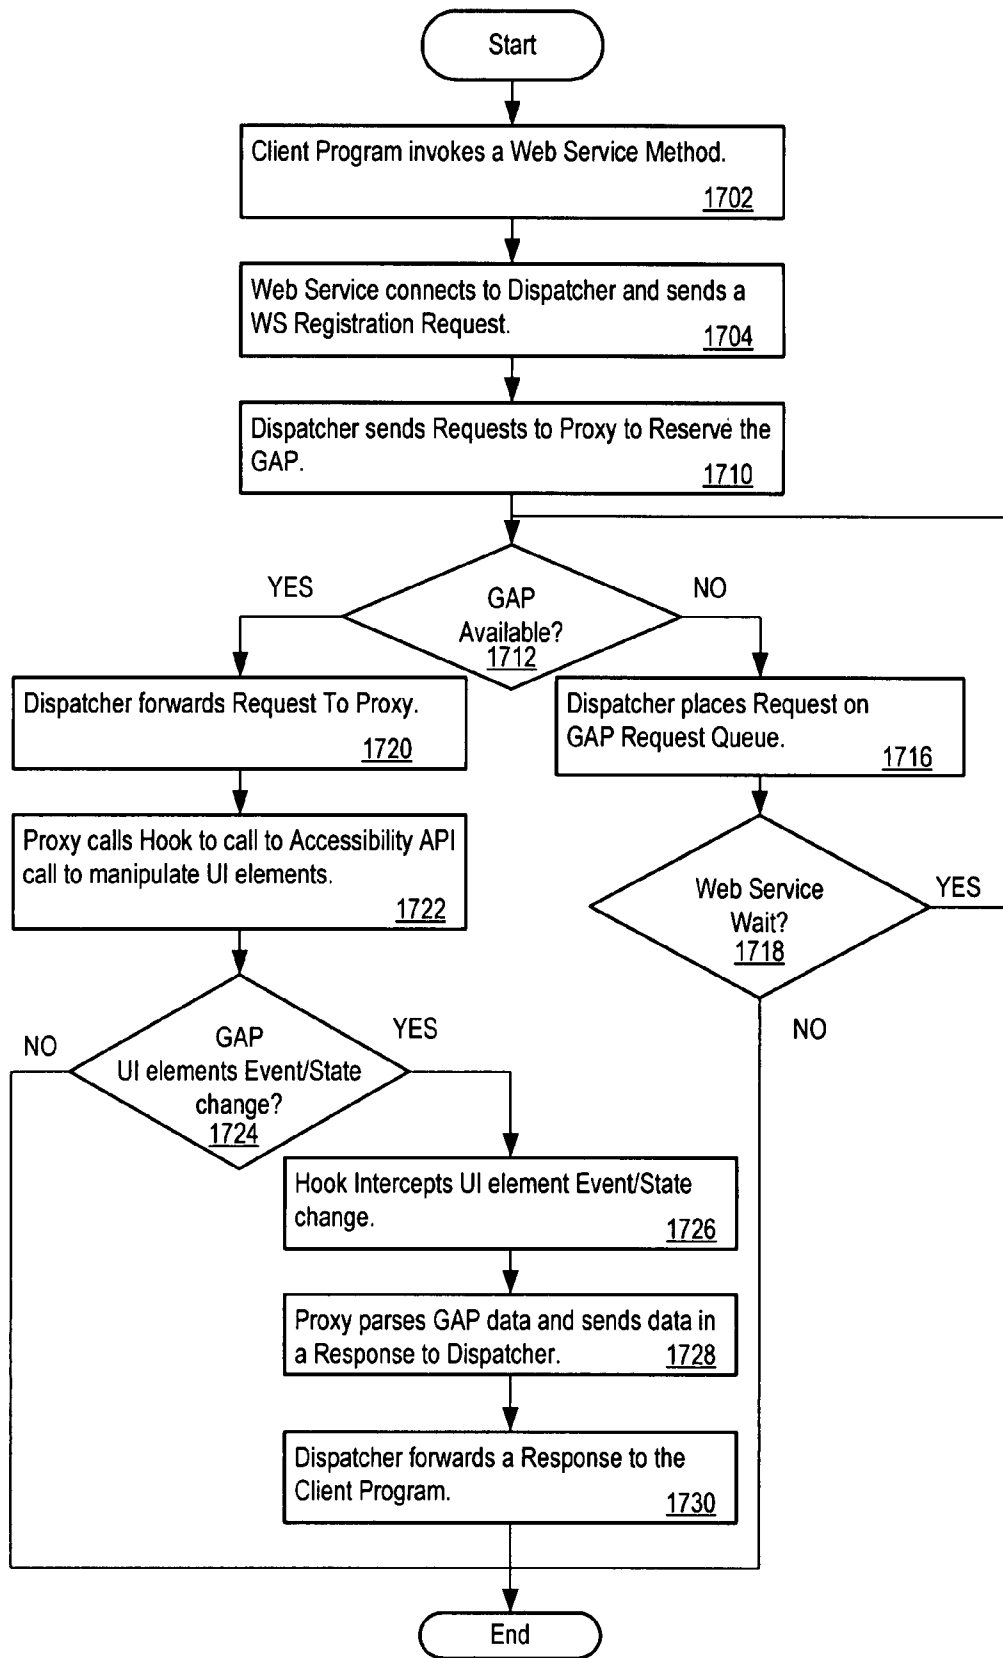 Start
Client Program invokes a Web Service Method.
1702
Web Service connects to Dispatcher and sends a
WS Registration Request.
1704
Dispatcher sends Requests to Proxy to Reserve the
GAP.
1710
YES
NO
GAP
Available?
1712
Dispatcher forwards Request To Proxy.
1720
Dispatcher places Request on
GAP Request Queue.
1716
Proxy calls Hook to call to Accessibility API
call to manipulate UI elements.
1722
Web Service
Wait?
1718
YES
NO
NO
YES
GAP
UI elements Event/State
change?
1724
Hook Intercepts UI element Event/State
change.
1726
Proxy parses GAP data and sends data in
a Response to Dispatcher.
1728
Dispatcher forwards a Response to the
Client Program.
1730
End